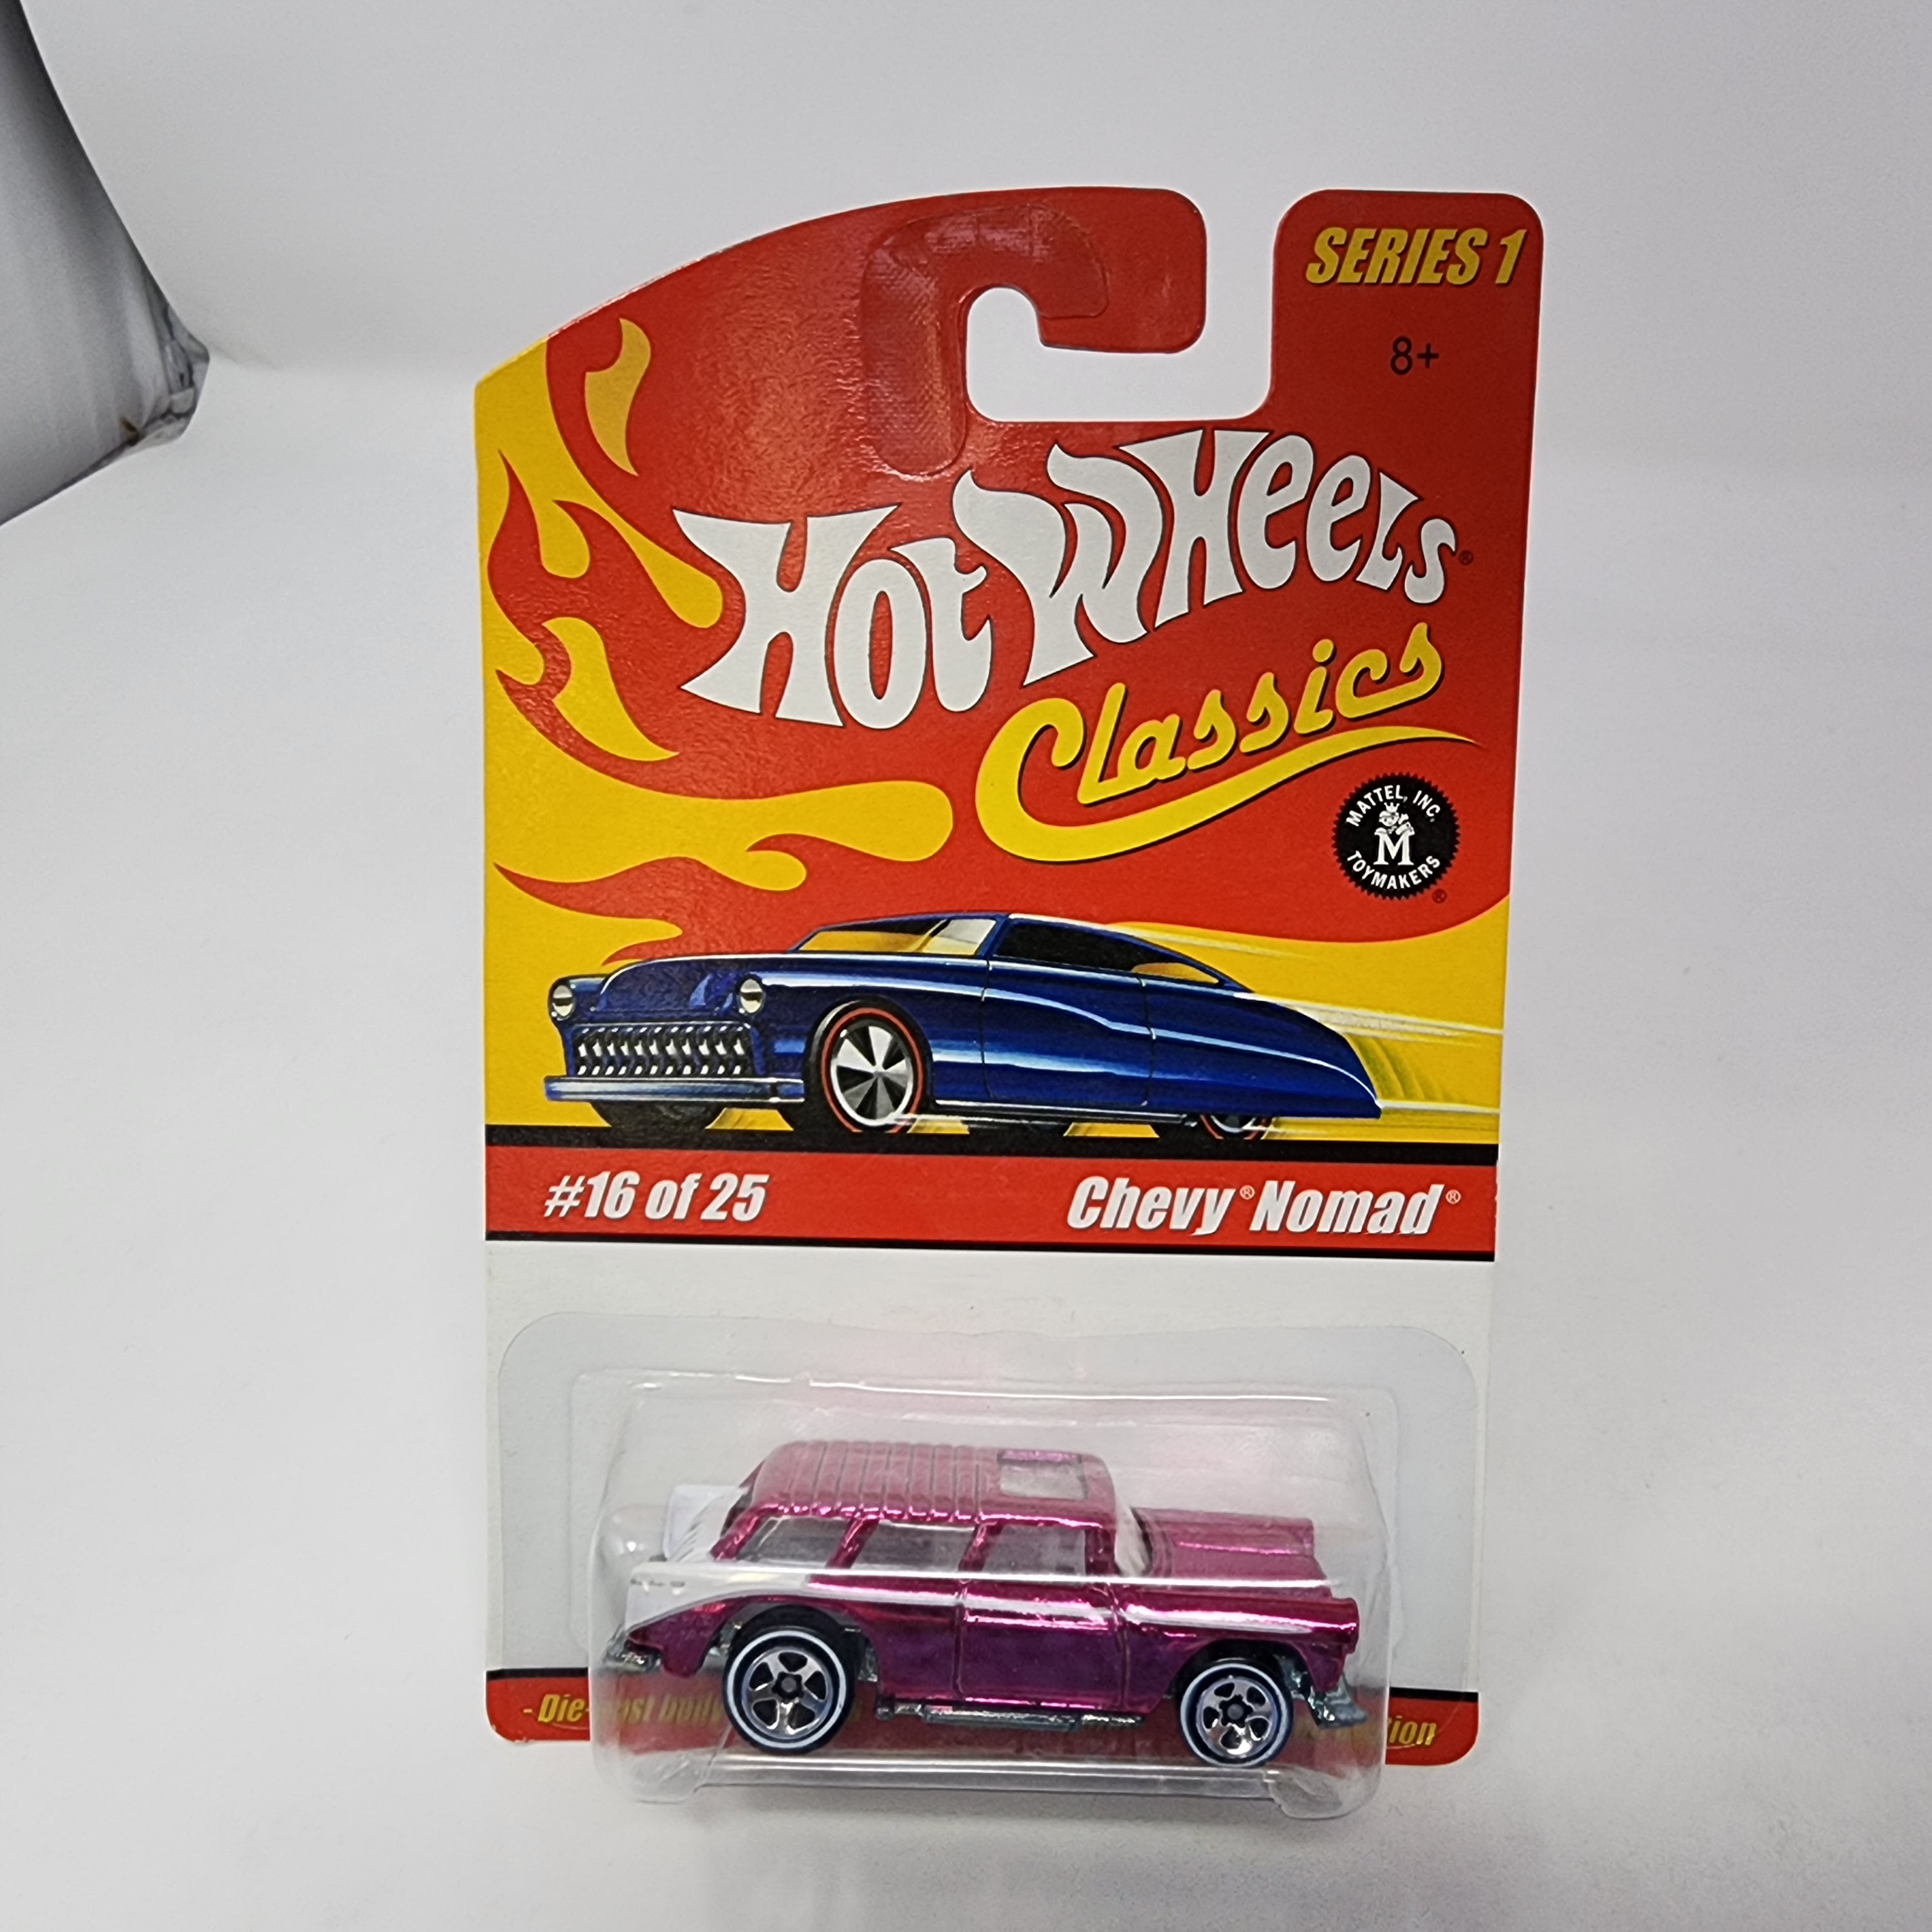 SERIES 1
8+
Hot Wheels®
Classics
MATTEL, INC.
M
TOYMAKERS
®
#16 of 25
Chevy® Nomad®